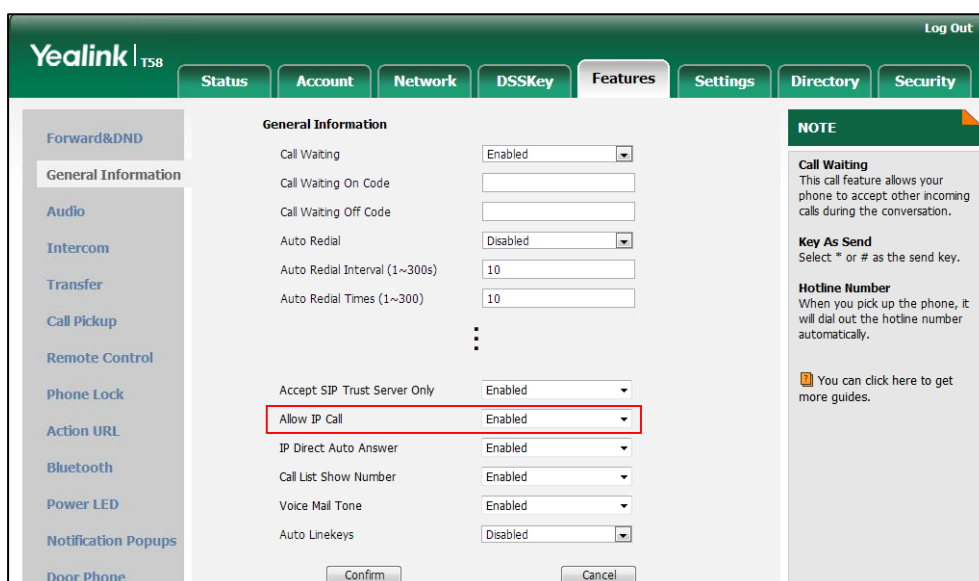 Log Out
Yealink T58
Status Account Network DSSKey Features Settings Directory Security
Forward&DND
General Information
Audio
Intercom
Transfer
Call Pickup
Remote Control
Phone Lock
Action URL
Bluetooth
Power LED
Notification Popups
Door Phone
General Information
Call Waiting Enabled
Call Waiting On Code
Call Waiting Off Code
Auto Redial Disabled
Auto Redial Interval (1~300s) 10
Auto Redial Times (1~300) 10
Accept SIP Trust Server Only Enabled
Allow IP Call Enabled
IP Direct Auto Answer Enabled
Call List Show Number Enabled
Voice Mail Tone Enabled
Auto Linekeys Disabled
Confirm Cancel
NOTE
Call Waiting
This call feature allows your
phone to accept other incoming
calls during the conversation.
Key As Send
Select * or # as the send key.
Hotline Number
When you pick up the phone, it
will dial out the hotline number
automatically.
You can click here to get
more guides.